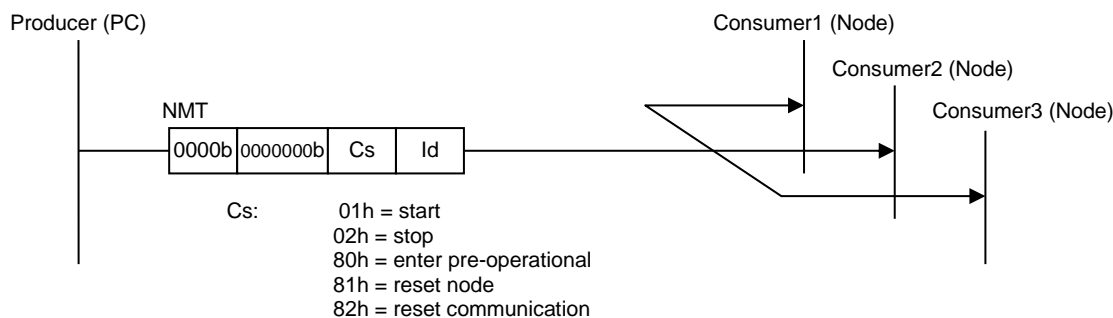 Producer (PC)
Consumer1 (Node)
Consumer2 (Node)
Consumer3 (Node)
NMT
0000b 0000000b Cs Id
Cs: 01h = start
02h = stop
80h = enter pre-operational
81h = reset node
82h = reset communication